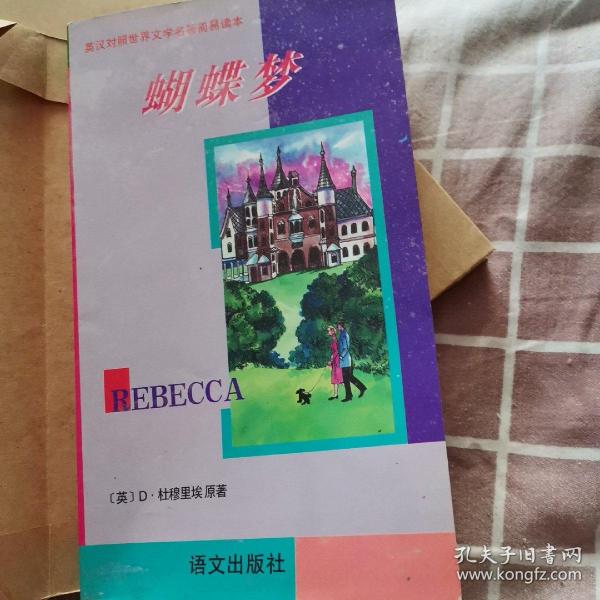 英汉对照世界文学名著简易读本
蝴蝶梦
REBECCA
〔英〕D·杜穆里埃原著
语文出版社
孔夫子旧书网
www.kongfz.com